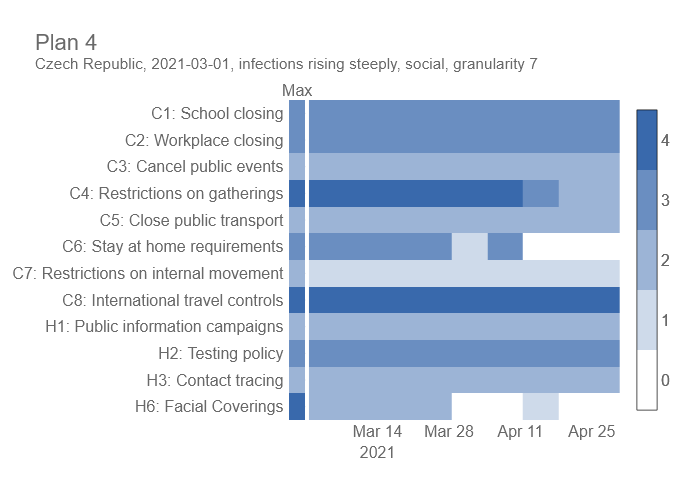 Plan 4
Czech Republic, 2021-03-01, infections rising steeply, social, granularity 7
Max
C1: School closing
C2: Workplace closing
C3: Cancel public events
C4: Restrictions on gatherings
C5: Close public transport
C6: Stay at home requirements
C7: Restrictions on internal movement
C8: International travel controls
H1: Public information campaigns
H2: Testing policy
H3: Contact tracing
H6: Facial Coverings
4
3
2
1
0
Mar 14 Mar 28 Apr 11 Apr 25
2021